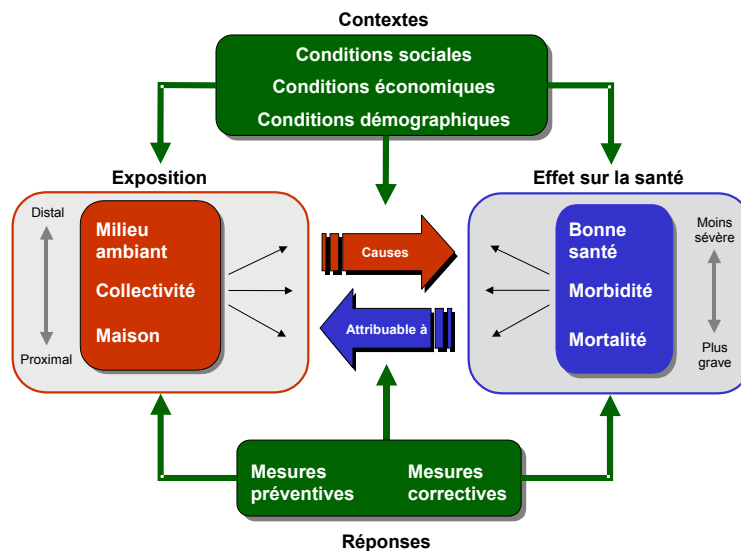 Contextes
Conditions sociales
Conditions économiques
Conditions démographiques
Exposition
Effet sur la santé
Distal
Proximal
Milieu
ambiant
Collectivité
Maison
Causes
Attribuable à
Bonne
santé
Morbidité
Mortalité
Moins
sévère
Plus
grave
Mesures
préventives
Mesures
correctives
Réponses